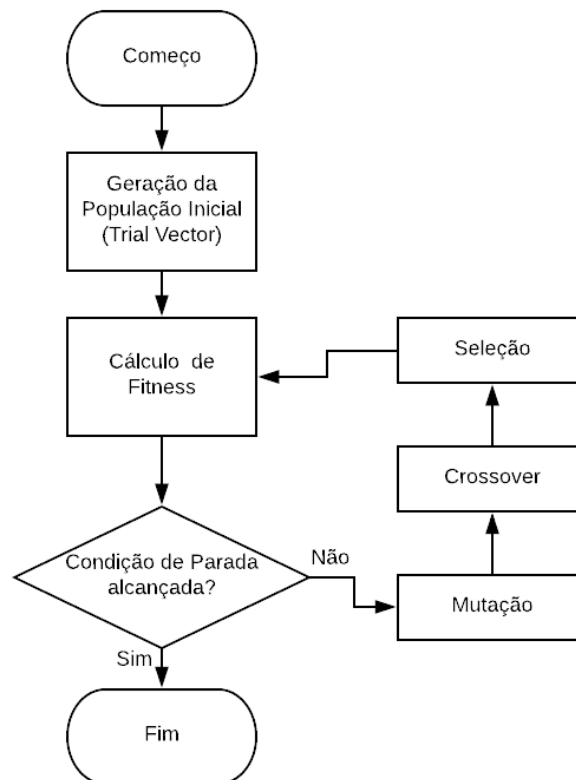 Começo
Geração da
População Inicial
(Trial Vector)
Cálculo de
Fitness
Seleção
Crossover
Condição de Parada
alcançada?
Não
Mutação
Sim
Fim